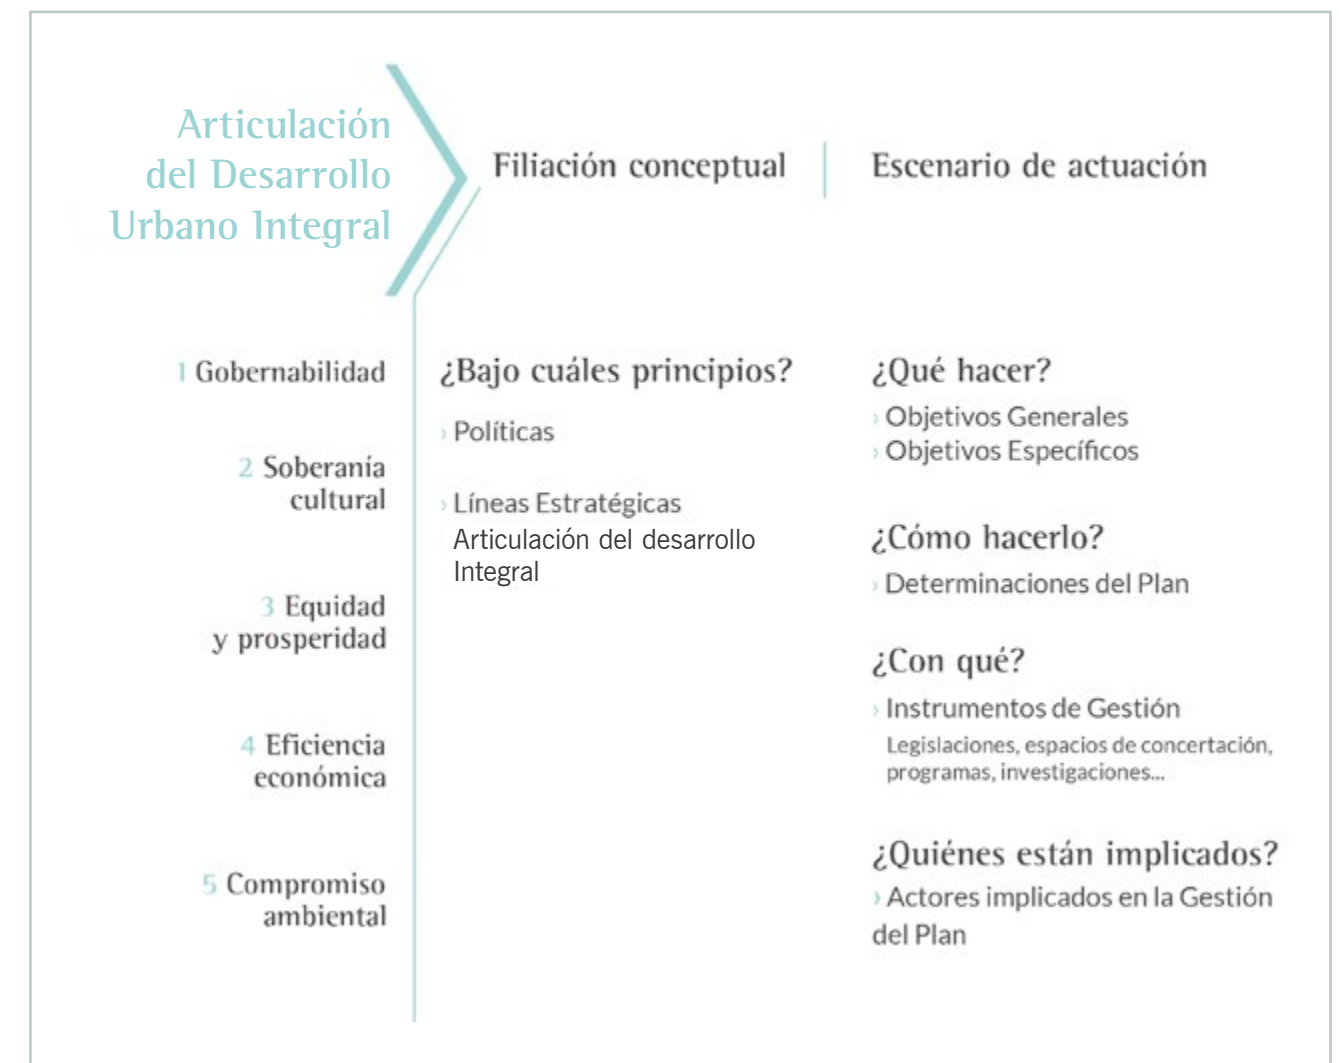 Articulación
del Desarrollo
Urbano Integral
Filiación conceptual
Escenario de actuación
1 Gobernabilidad
2 Soberanía
cultural
3 Equidad
y prosperidad
4 Eficiencia
económica
5 Compromiso
ambiental
¿Bajo cuáles principios?
› Políticas
› Líneas Estratégicas
Articulación del desarrollo
Integral
¿Qué hacer?
› Objetivos Generales
› Objetivos Específicos
¿Cómo hacerlo?
› Determinaciones del Plan
¿Con qué?
› Instrumentos de Gestión
Legislaciones, espacios de concertación,
programas, investigaciones...
¿Quiénes están implicados?
› Actores implicados en la Gestión
del Plan